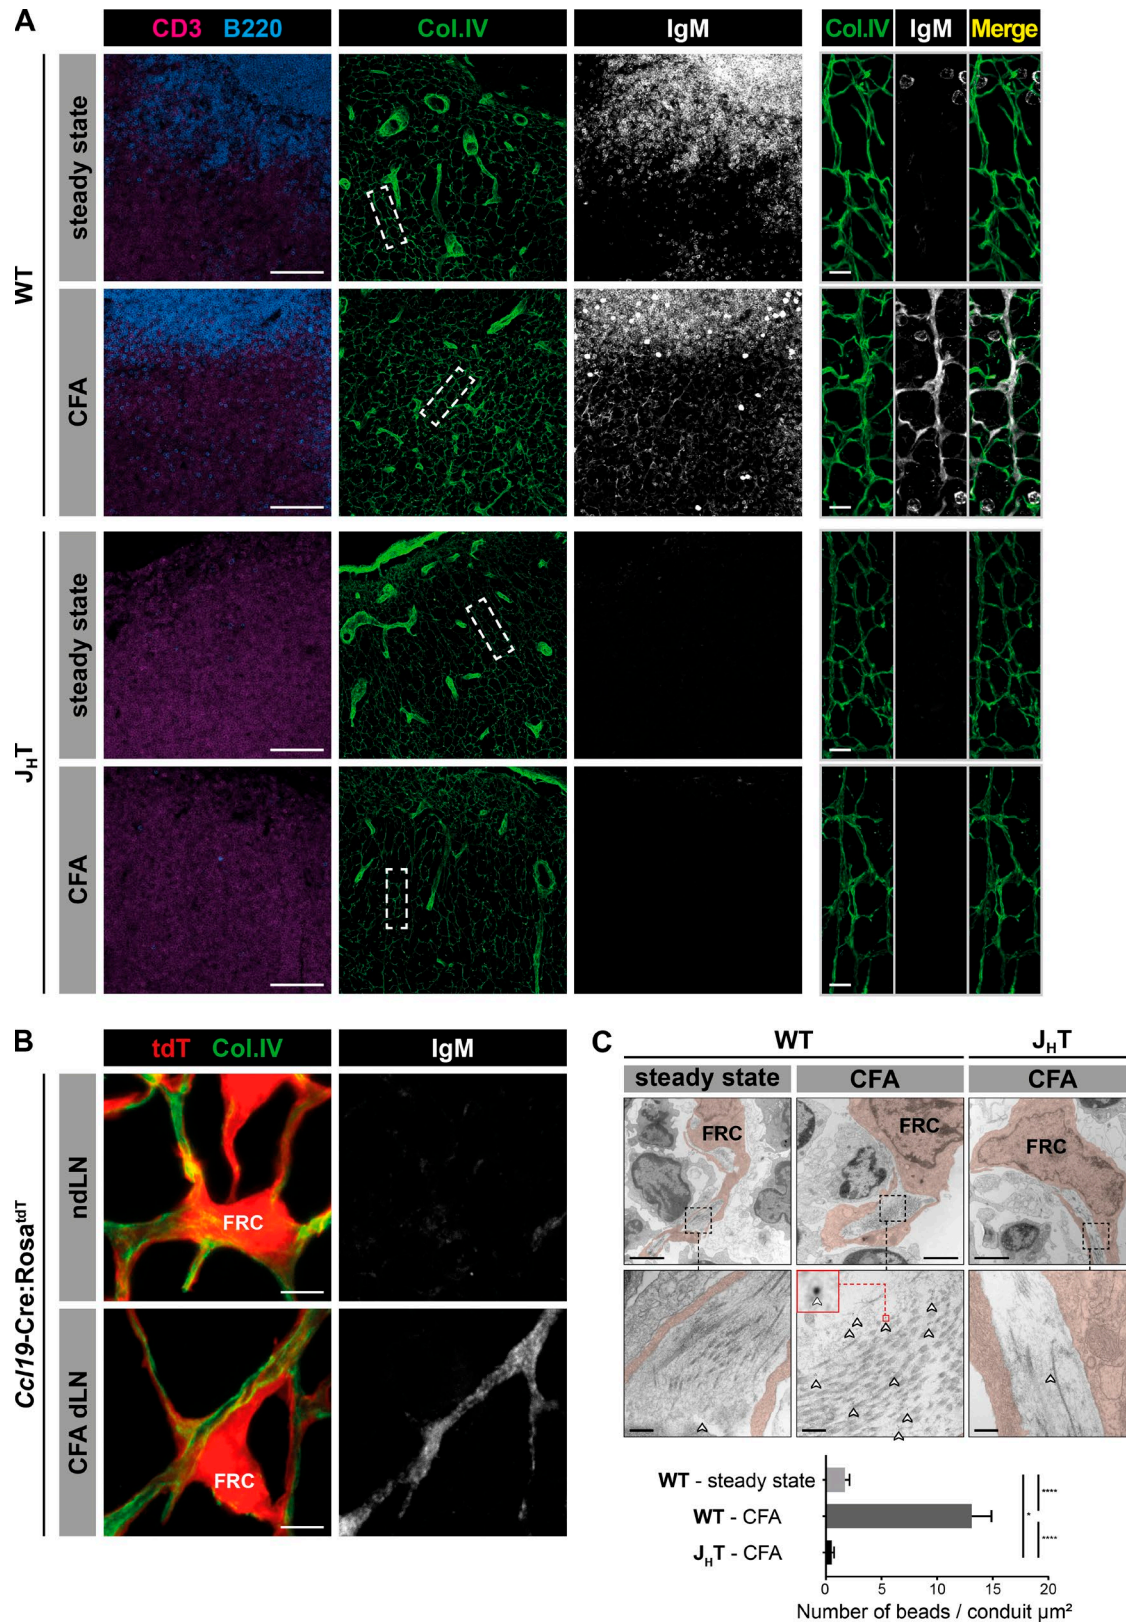 A
CD3 B220
Col.IV
IgM
Col.IV
IgM
Merge
WT
steady state
CFA
JHT
steady state
CFA
B
tdT Col.IV
IgM
Ccl19-Cre:RosatdT
ndLN
FRC
CFA dLN
FRC
C
WT
JHT
steady state
CFA
CFA
FRC
FRC
FRC
WT - steady state
WT - CFA
JHT - CFA
****
*
****
0 5 10 15 20
Number of beads / conduit µm²